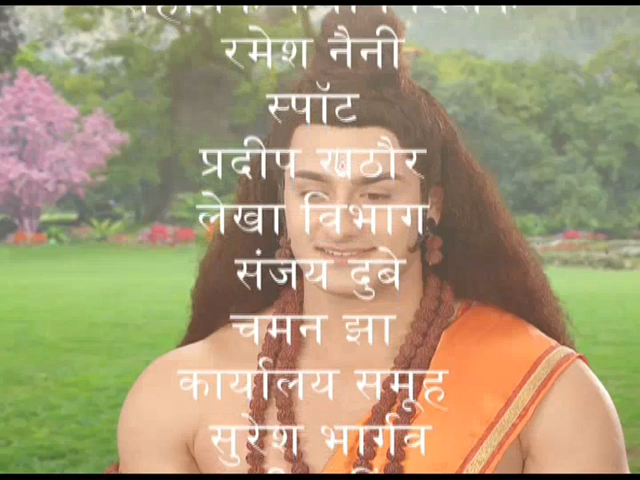 रमेश नैनी
स्पॉट
प्रदीप राठौर
लेखा विभाग
संजय दुबे
चमन झा
कार्यालय समूह
सुरेश भार्गव